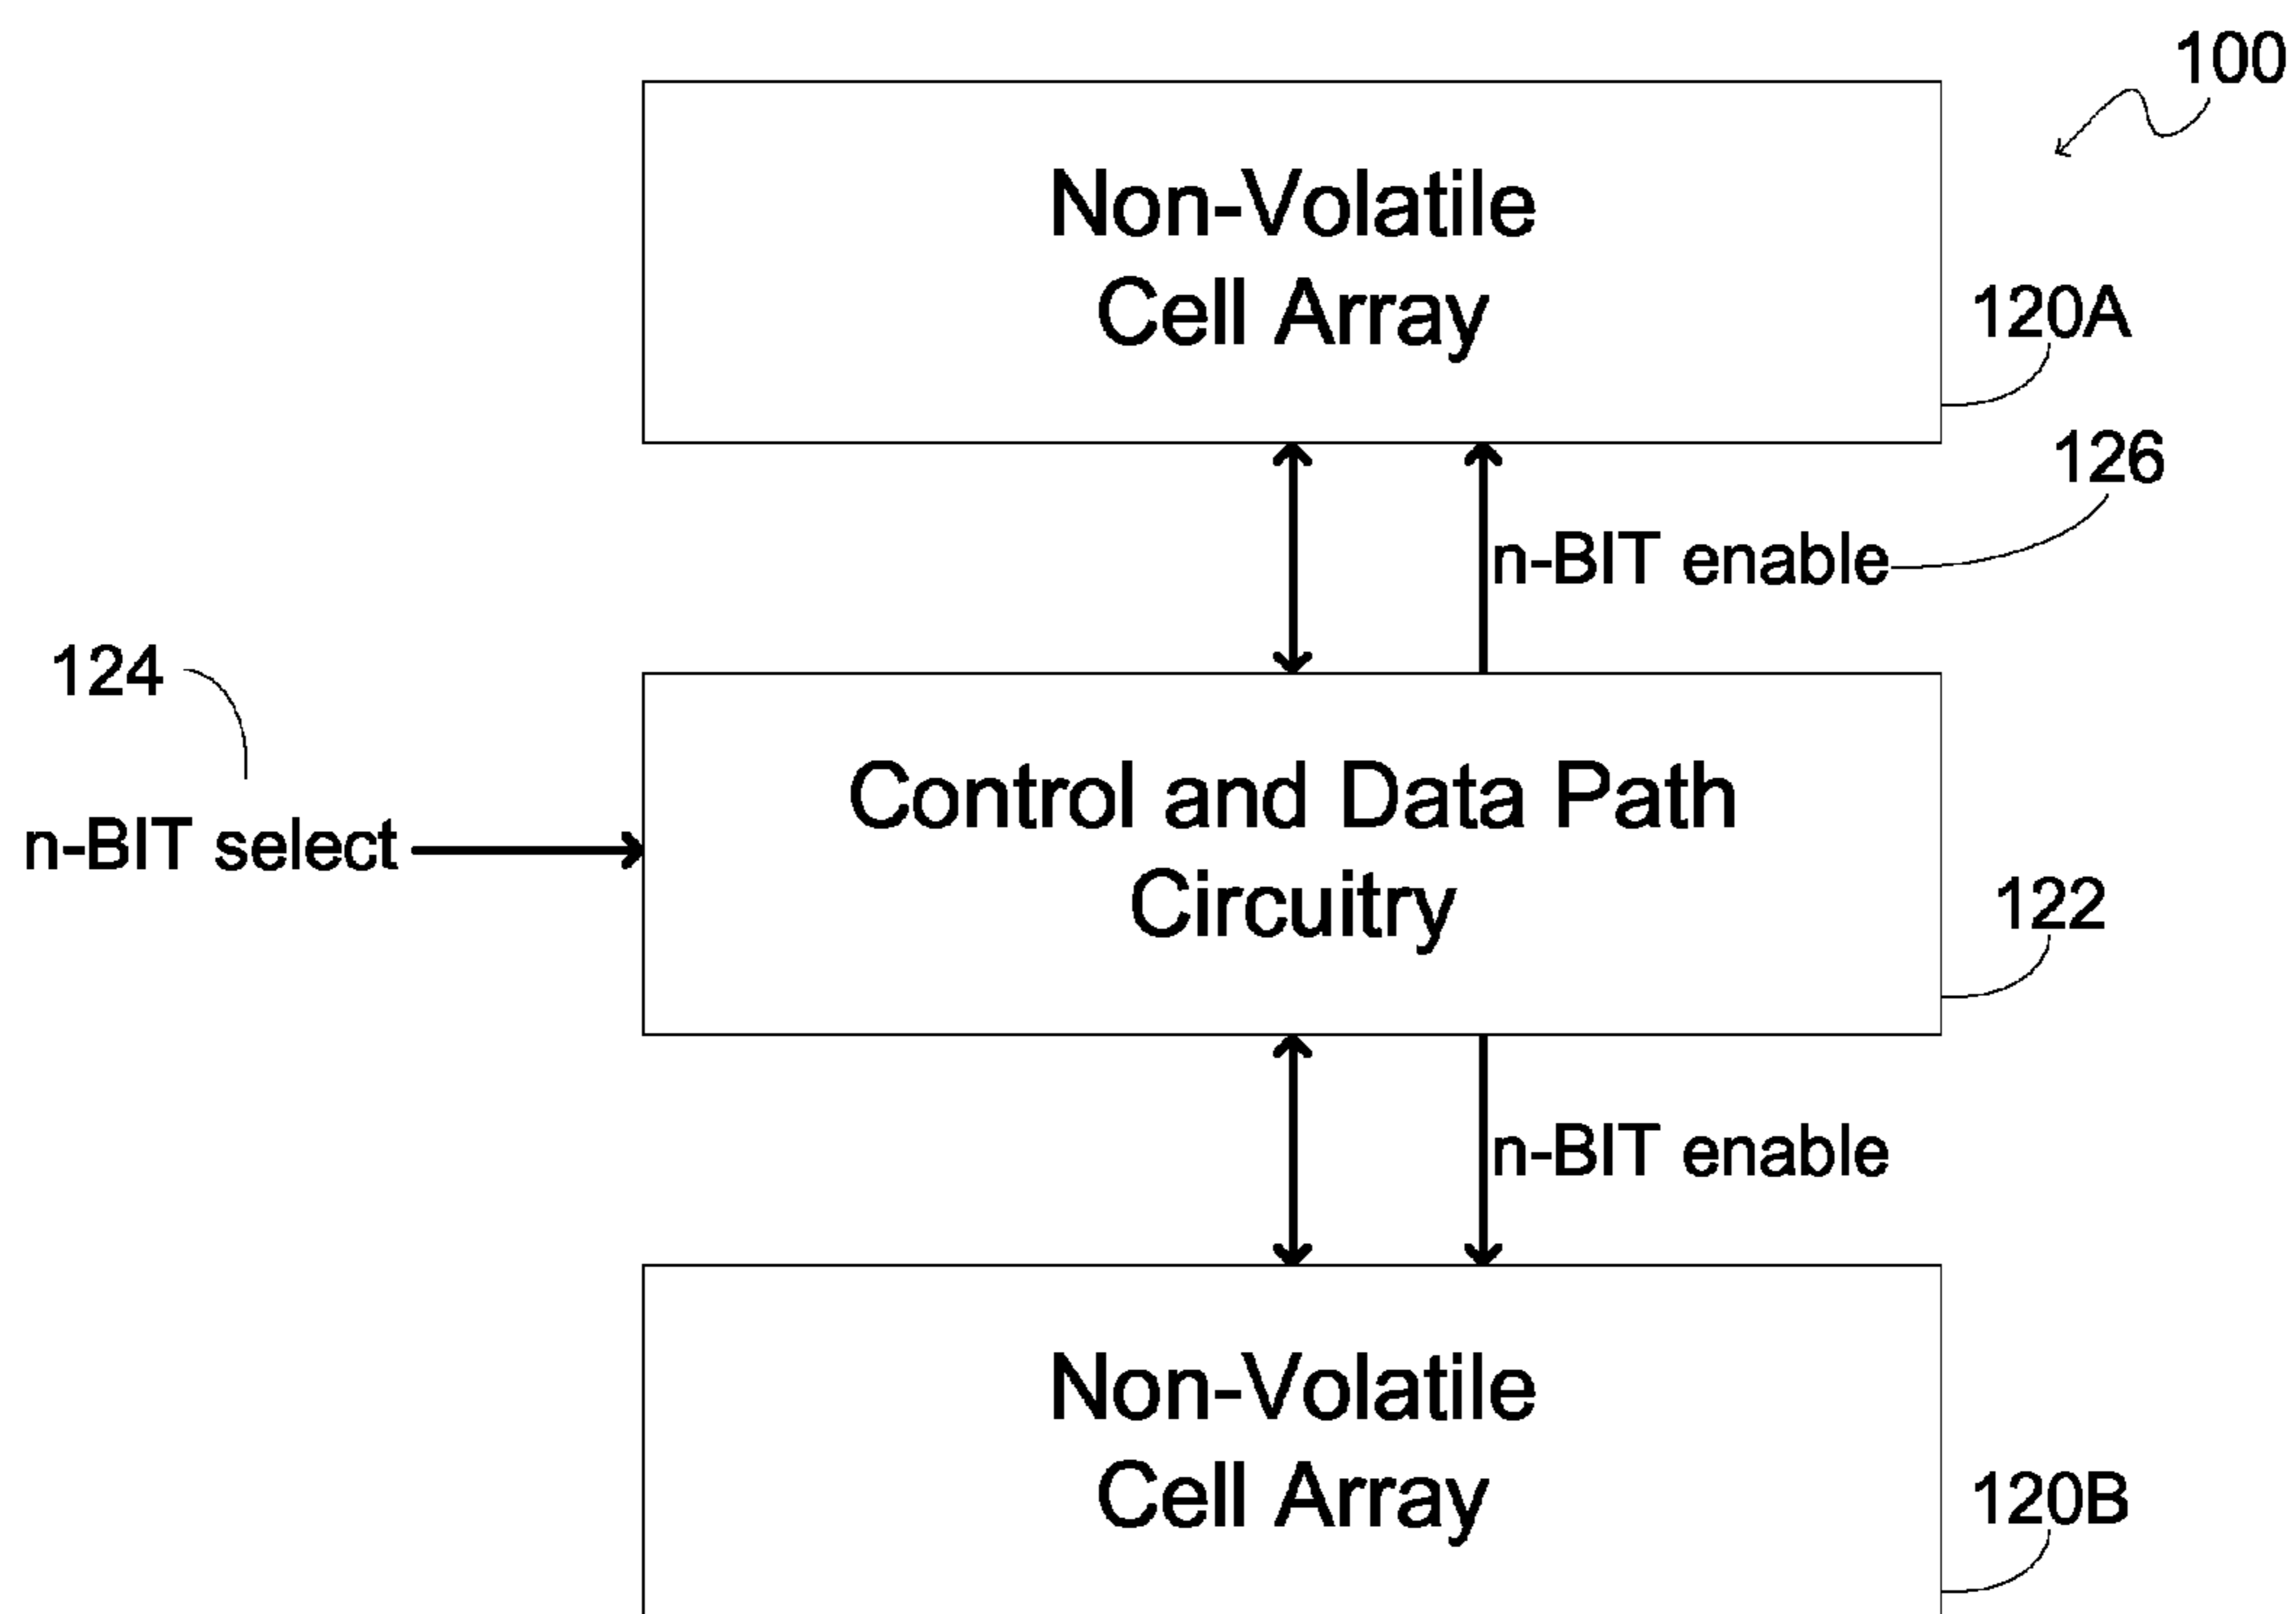 100
Non-Volatile
Cell Array
120A
126
n-BIT enable
124
Control and Data Path
Circuitry
n-BIT select
122
n-BIT enable
Non-Volatile
Cell Array
120B